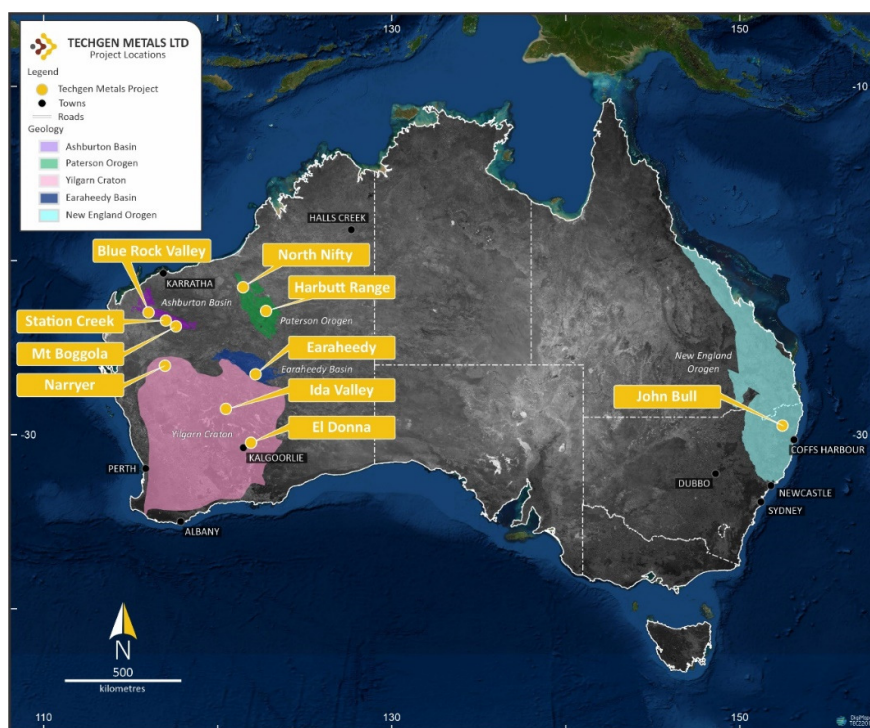 130
150
TECHGEN METALS LTD
Project Locations
Legend
Techgen Metals Project
Towns
Roads
Geology
Ashburton Basin
Paterson Orogen
Yilgarn Craton
Earaheedy Basin
New England Orogen
-10
HALLS CREEK
Blue Rock Valley
North Nifty
KARRATHA
Ashburton Basin
Harbutt Range
Station Creek
Paterson Orogen
Mt Boggola
Earaheedy
New England
Orogen
Narryer
Earaheedy Basin
Ida Valley
John Bull
El Donna
-30
Yilgarn Craton
-30
COFFS HARBOUR
KALGOORLIE
PERTH
DUBBO
NEWCASTLE
SYDNEY
ALBANY
N
500
kilometres
110
130
150